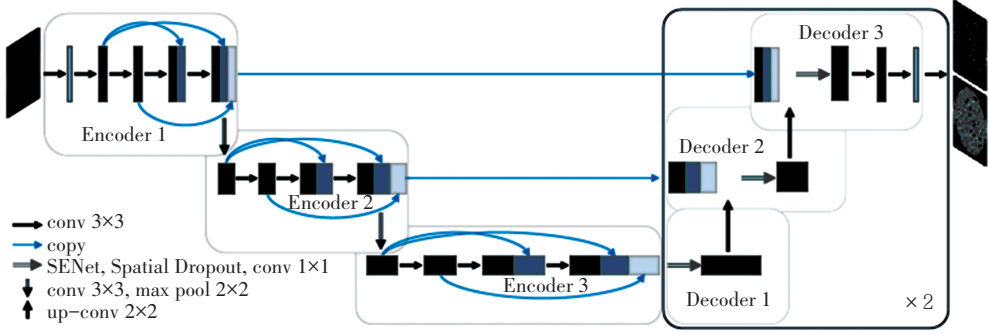 Decoder 3
Encoder 1
Decoder 2
Encoder 2
conv 3×3
copy
SENet, Spatial Dropout, conv 1×1
Encoder 3
conv 3×3, max pool 2×2
Decoder 1
×2
up-conv 2×2